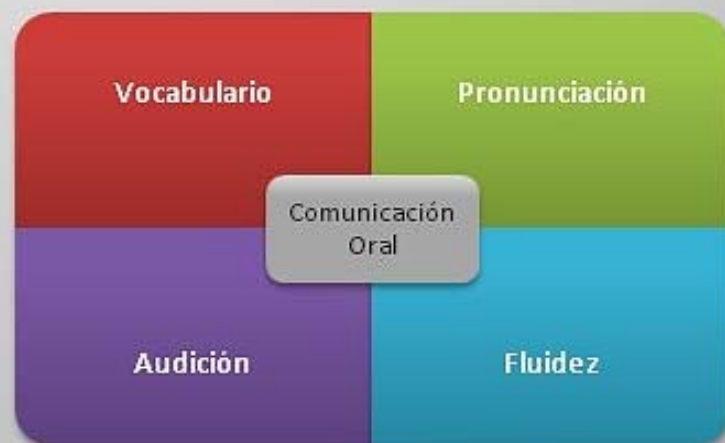 Vocabulario
Pronunciación
Comunicación
Oral
Audición
Fluidez